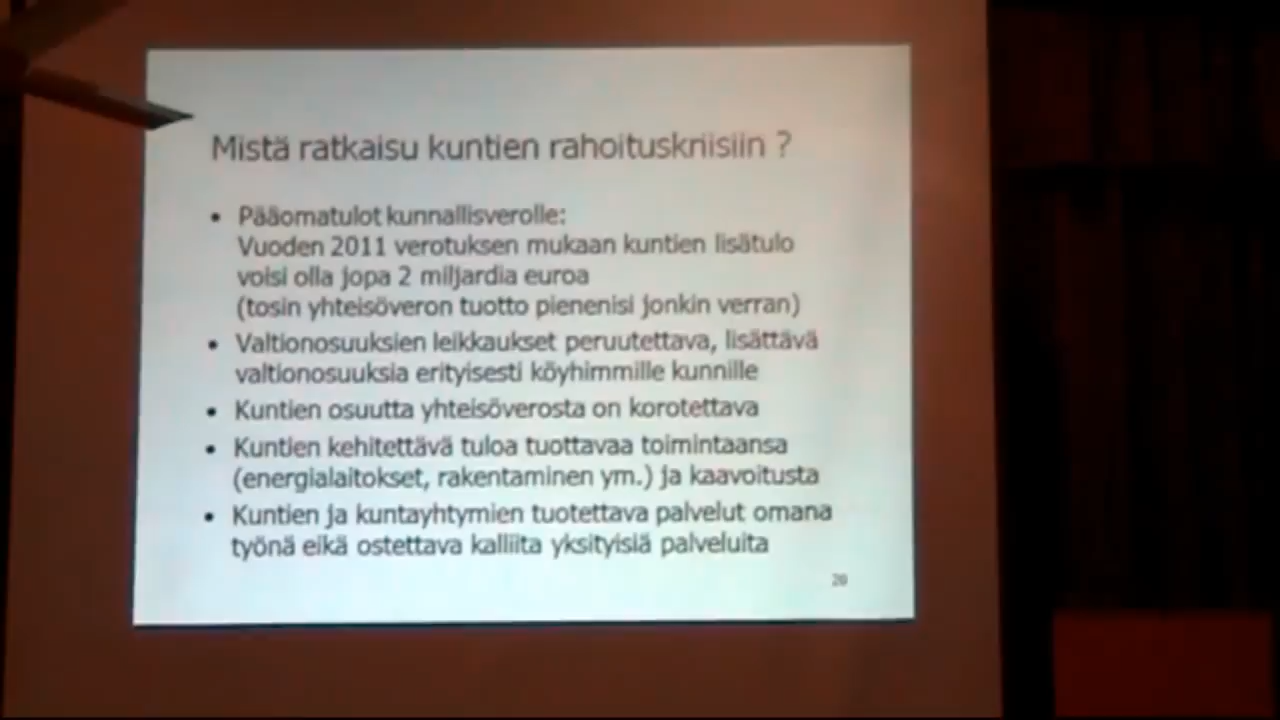 Mistä ratkaisu kuntien rahoituskriisiin ?
• Pääomatulot kunnallisverolle:
Vuoden 2011 verotuksen mukaan kuntien lisätulo
voisi olla jopa 2 miljardia euroa
(tosin yhteisöveron tuotto pienenisi jonkin verran)
• Valtionosuuksien leikkaukset peruutettava, lisättävä
valtionosuuksia erityisesti köyhimmille kunnille
• Kuntien osuutta yhteisöverosta on korotettava
• Kuntien kehitettävä tuloa tuottavaa toimintaansa
(energialaitokset, rakentaminen ym.) ja kaavoitusta
• Kuntien ja kuntayhtymien tuotettava palvelut omana
työnä eikä ostettava kalliita yksityisiä palveluita
20